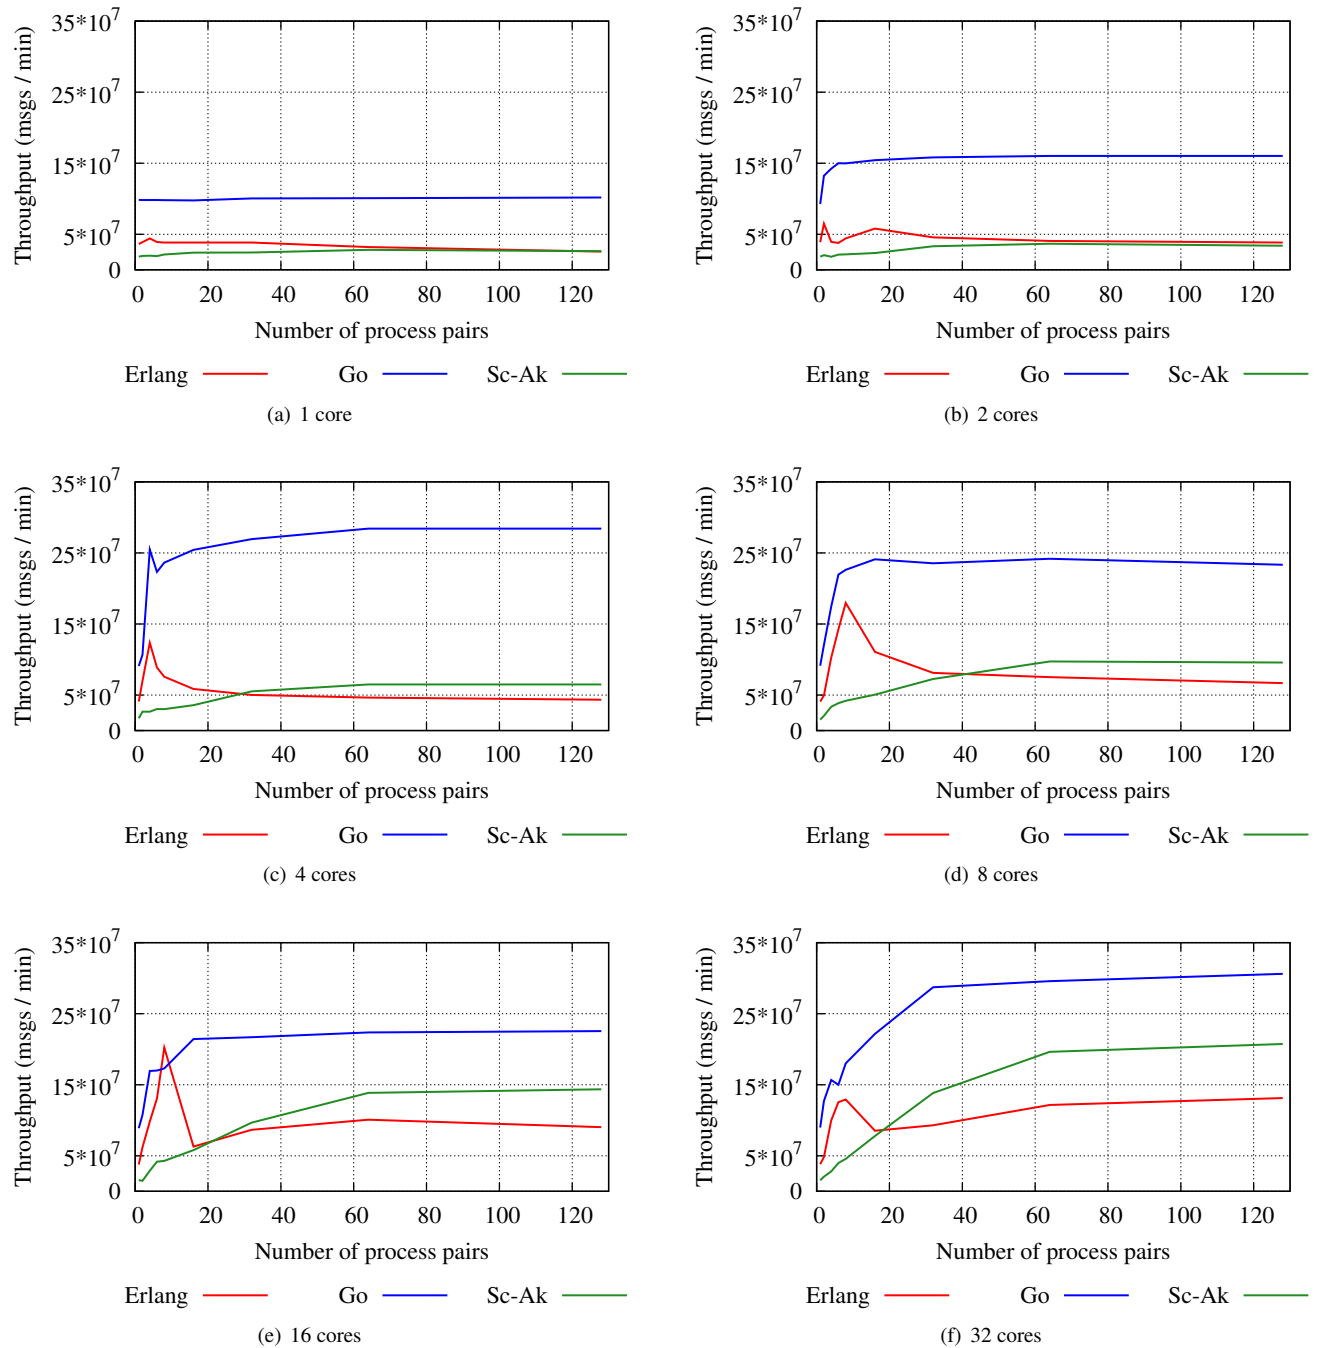 35*10^7
25*10^7
15*10^7
5*10^7
0
Throughput (msgs / min)
0 20 40 60 80 100 120
Number of process pairs
Erlang Go Sc-Ak
(a) 1 core
35*10^7
25*10^7
15*10^7
5*10^7
0
Throughput (msgs / min)
0 20 40 60 80 100 120
Number of process pairs
Erlang Go Sc-Ak
(b) 2 cores
35*10^7
25*10^7
15*10^7
5*10^7
0
Throughput (msgs / min)
0 20 40 60 80 100 120
Number of process pairs
Erlang Go Sc-Ak
(c) 4 cores
35*10^7
25*10^7
15*10^7
5*10^7
0
Throughput (msgs / min)
0 20 40 60 80 100 120
Number of process pairs
Erlang Go Sc-Ak
(d) 8 cores
35*10^7
25*10^7
15*10^7
5*10^7
0
Throughput (msgs / min)
0 20 40 60 80 100 120
Number of process pairs
Erlang Go Sc-Ak
(e) 16 cores
35*10^7
25*10^7
15*10^7
5*10^7
0
Throughput (msgs / min)
0 20 40 60 80 100 120
Number of process pairs
Erlang Go Sc-Ak
(f) 32 cores